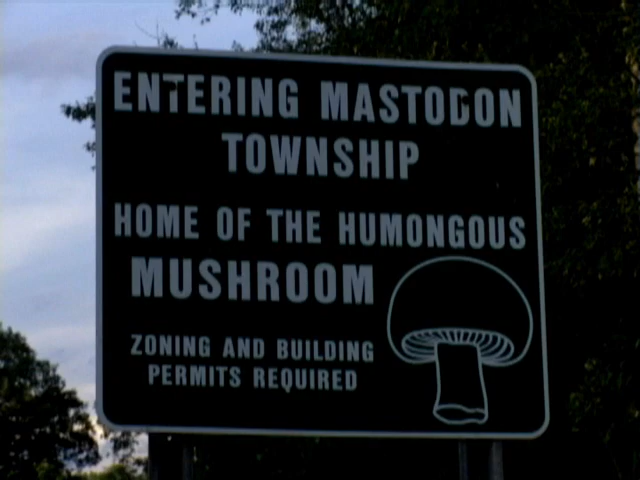 ENTERING MASTODON
TOWNSHIP
HOME OF THE HUMONGOUS
MUSHROOM
ZONING AND BUILDING
PERMITS REQUIRED